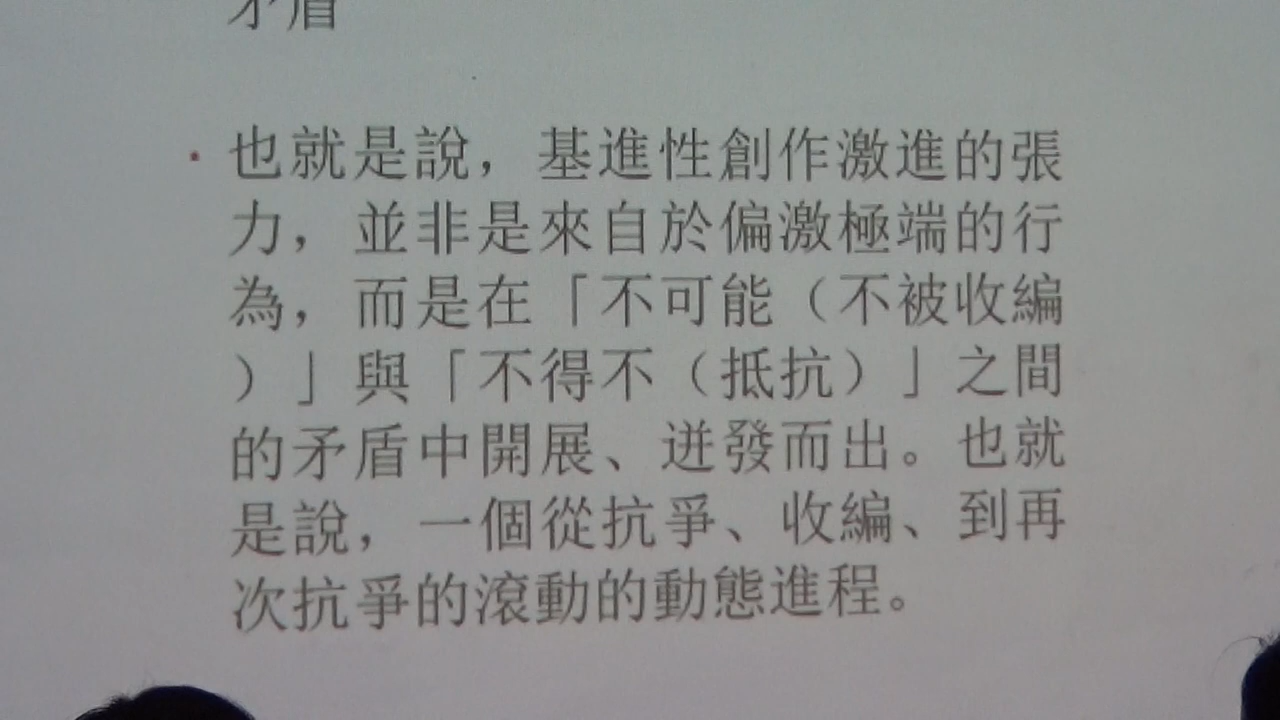 矛盾
· 也就是說，基進性創作激進的張
力，並非是來自於偏激極端的行
為，而是在「不可能（不被收編
）」與「不得不（抵抗）」之間
的矛盾中開展、迸發而出。也就
是說，一個從抗爭、收編、到再
次抗爭的滾動的動態進程。